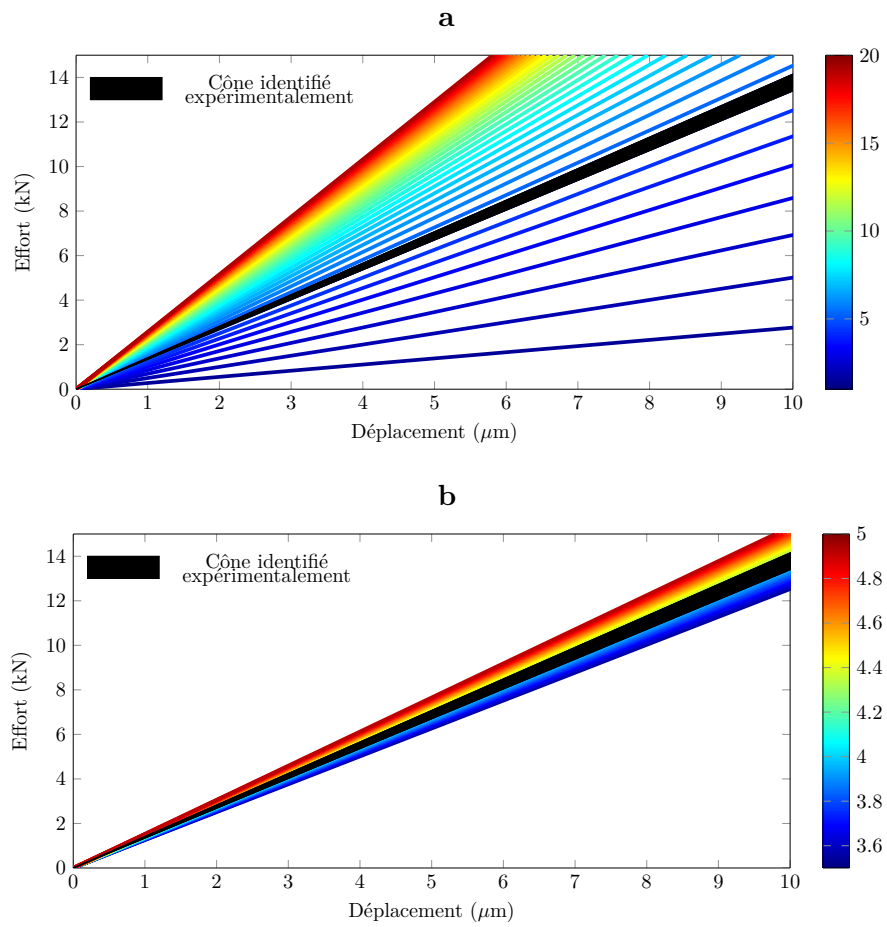 a
Cône identifié
expérimentalement
Effort (kN)
14
12
10
8
6
4
2
0
0 1 2 3 4 5 6 7 8 9 10
Déplacement (μm)
20
15
10
5
b
Cône identifié
expérimentalement
Effort (kN)
14
12
10
8
6
4
2
0
0 1 2 3 4 5 6 7 8 9 10
Déplacement (μm)
5
4.8
4.6
4.4
4.2
4
3.8
3.6